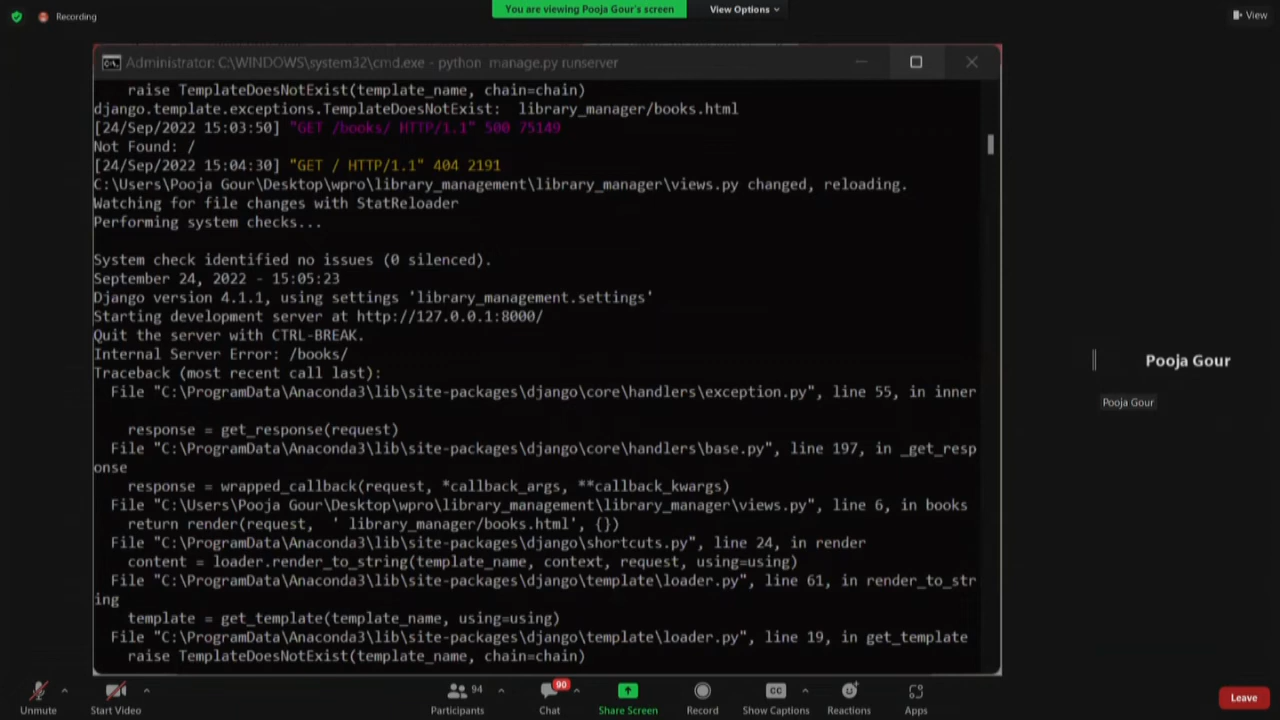 Recording
You are viewing Pooja Gour's screen
View Options
View
Administrator: C:\WINDOWS\system32\cmd.exe - python  manage.py runserver
raise TemplateDoesNotExist(template_name, chain=chain)
django.template.exceptions.TemplateDoesNotExist:  library_manager/books.html
[24/Sep/2022 15:03:50] "GET /books/ HTTP/1.1" 500 75149
Not Found: /
[24/Sep/2022 15:04:30] "GET / HTTP/1.1" 404 2191
C:\Users\Pooja Gour\Desktop\wpro\library_management\library_manager\views.py changed, reloading.
Watching for file changes with StatReloader
Performing system checks...
System check identified no issues (0 silenced).
September 24, 2022 - 15:05:23
Django version 4.1.1, using settings 'library_management.settings'
Starting development server at http://127.0.0.1:8000/
Quit the server with CTRL-BREAK.
Internal Server Error: /books/
Traceback (most recent call last):
File "C:\ProgramData\Anaconda3\lib\site-packages\django\core\handlers\exception.py", line 55, in inner
response = get_response(request)
File "C:\ProgramData\Anaconda3\lib\site-packages\django\core\handlers\base.py", line 197, in _get_resp
onse
response = wrapped_callback(request, *callback_args, **callback_kwargs)
File "C:\Users\Pooja Gour\Desktop\wpro\library_management\library_manager\views.py", line 6, in books
return render(request,  ' library_manager/books.html', {})
File "C:\ProgramData\Anaconda3\lib\site-packages\django\shortcuts.py", line 24, in render
content = loader.render_to_string(template_name, context, request, using=using)
File "C:\ProgramData\Anaconda3\lib\site-packages\django\template\loader.py", line 61, in render_to_str
ing
template = get_template(template_name, using=using)
File "C:\ProgramData\Anaconda3\lib\site-packages\django\template\loader.py", line 19, in get_template
raise TemplateDoesNotExist(template_name, chain=chain)
Pooja Gour
Pooja Gour
Unmute
Start Video
94
Participants
90
Chat
Share Screen
Record
CC
Show Captions
Reactions
Apps
Leave